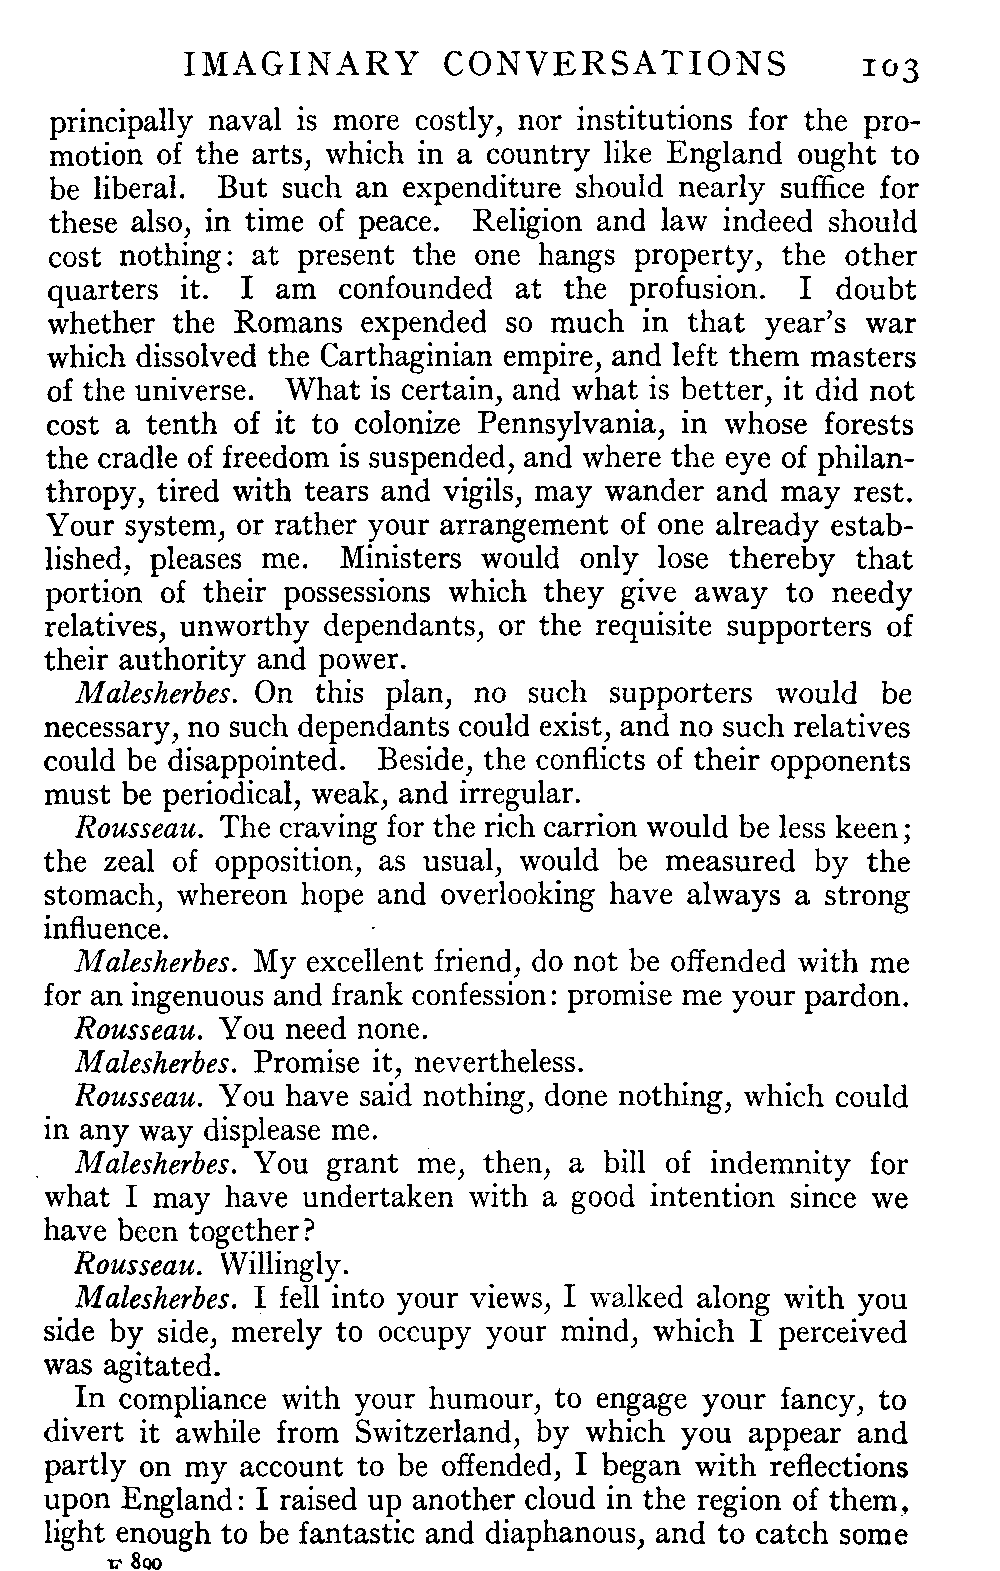 IMAGINARY CONVERSATIONS 103
principally naval is more costly, nor institutions for the pro-
motion of the arts, which in a country like England ought to
be liberal. But such an expenditure should nearly suffice for
these also, in time of peace. Religion and law indeed should
cost nothing: at present the one hangs property, the other
quarters it. I am confounded at the profusion. I doubt
whether the Romans expended so much in that year's war
which dissolved the Carthaginian empire, and left them masters
of the universe. What is certain, and what is better, it did not
cost a tenth of it to colonize Pennsylvania, in whose forests
the cradle of freedom is suspended, and where the eye of philan-
thropy, tired with tears and vigils, may wander and may rest.
Your system, or rather your arrangement of one already estab-
lished, pleases me. Ministers would only lose thereby that
portion of their possessions which they give away to needy
relatives, unworthy dependants, or the requisite supporters of
their authority and power.
Malesherbes. On this plan, no such supporters would be
necessary, no such dependants could exist, and no such relatives
could be disappointed. Beside, the conflicts of their opponents
must be periodical, weak, and irregular.
Rousseau. The craving for the rich carrion would be less keen;
the zeal of opposition, as usual, would be measured by the
stomach, whereon hope and overlooking have always a strong
influence.
Malesherbes. My excellent friend, do not be offended with me
for an ingenuous and frank confession: promise me your pardon.
Rousseau. You need none.
Malesherbes. Promise it, nevertheless.
Rousseau. You have said nothing, done nothing, which could
in any way displease me.
Malesherbes. You grant me, then, a bill of indemnity for
what I may have undertaken with a good intention since we
have been together?
Rousseau. Willingly.
Malesherbes. I fell into your views, I walked along with you
side by side, merely to occupy your mind, which I perceived
was agitated.
In compliance with your humour, to engage your fancy, to
divert it awhile from Switzerland, by which you appear and
partly on my account to be offended, I began with reflections
upon England: I raised up another cloud in the region of them,
light enough to be fantastic and diaphanous, and to catch some
F 890